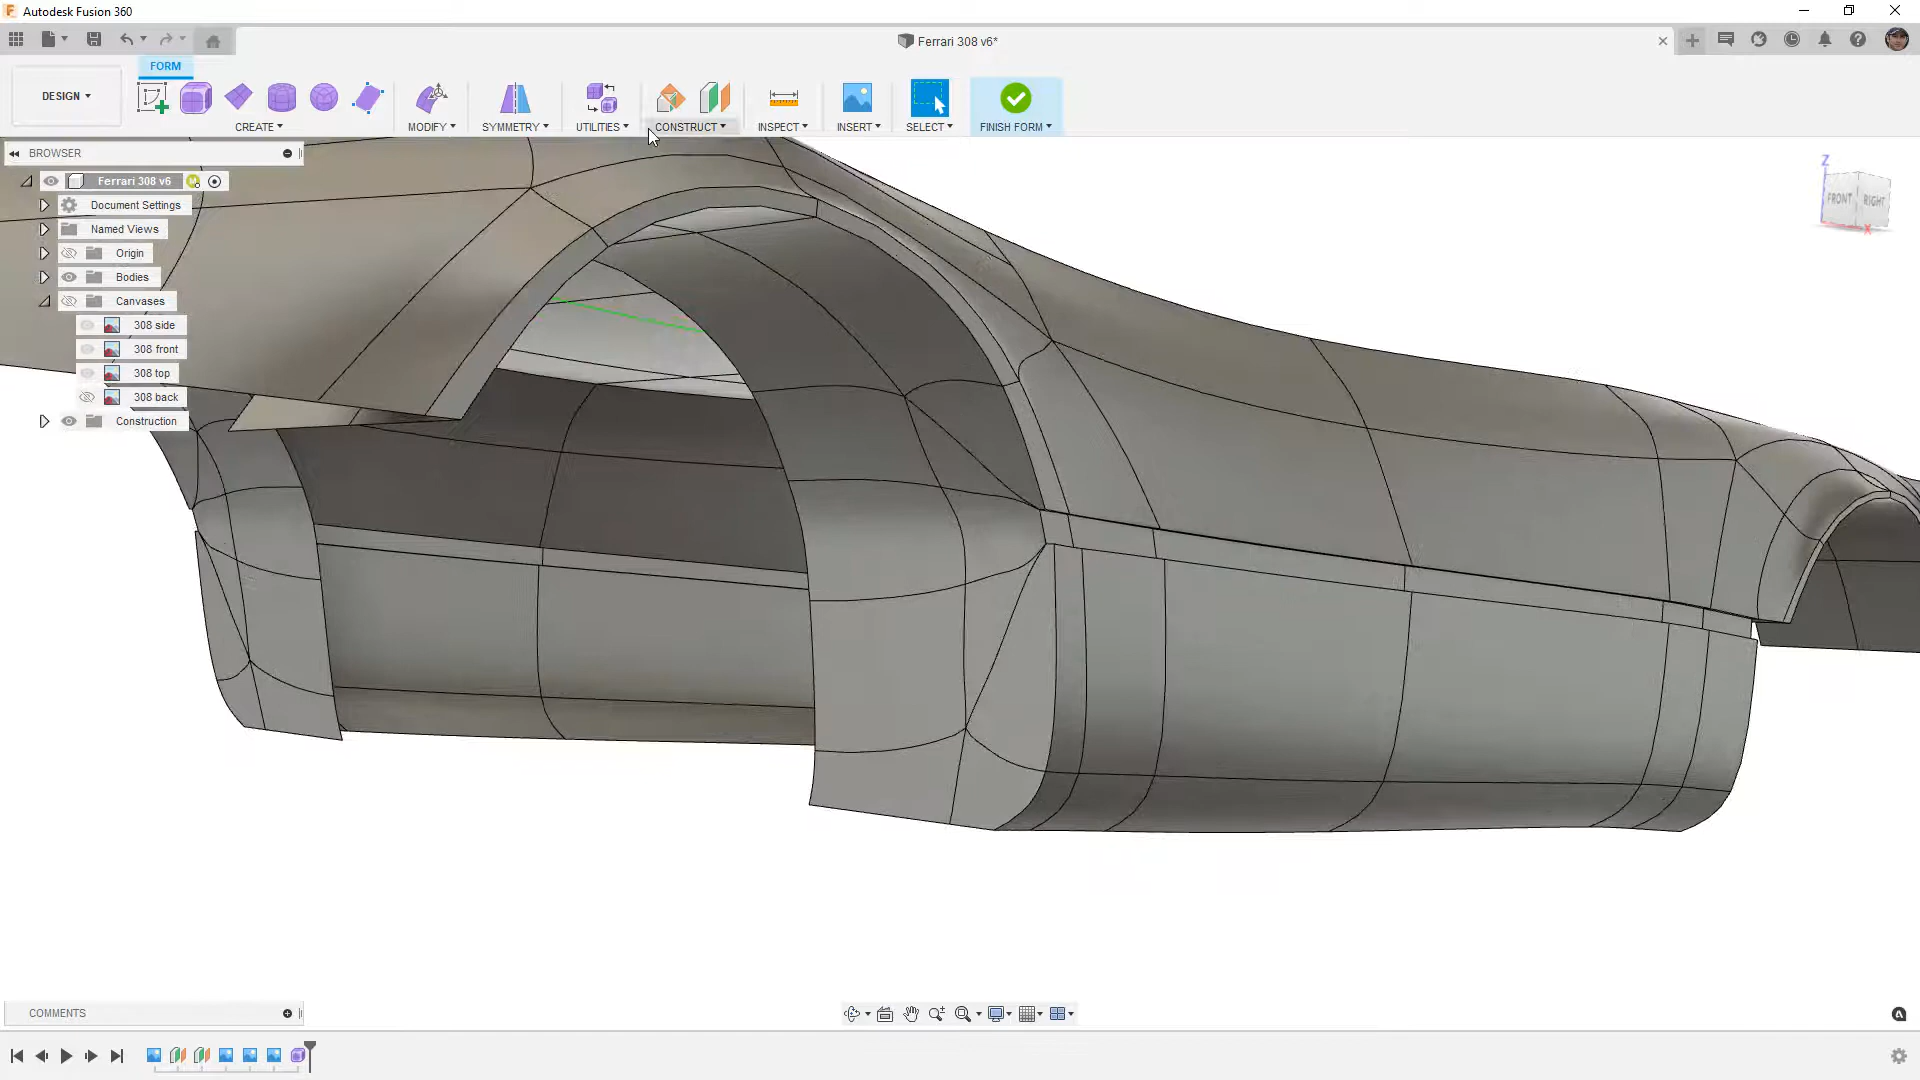 Autodesk Fusion 360
Ferrari 308 v6*
FORM
DESIGN
CREATE
MODIFY
SYMMETRY
UTILITIES
CONSTRUCT
INSPECT
INSERT
SELECT
FINISH FORM
BROWSER
Ferrari 308 v6
Document Settings
Named Views
Origin
Bodies
Canvases
308 side
308 front
308 top
308 back
Construction
Z
FRONT
RIGHT
X
COMMENTS